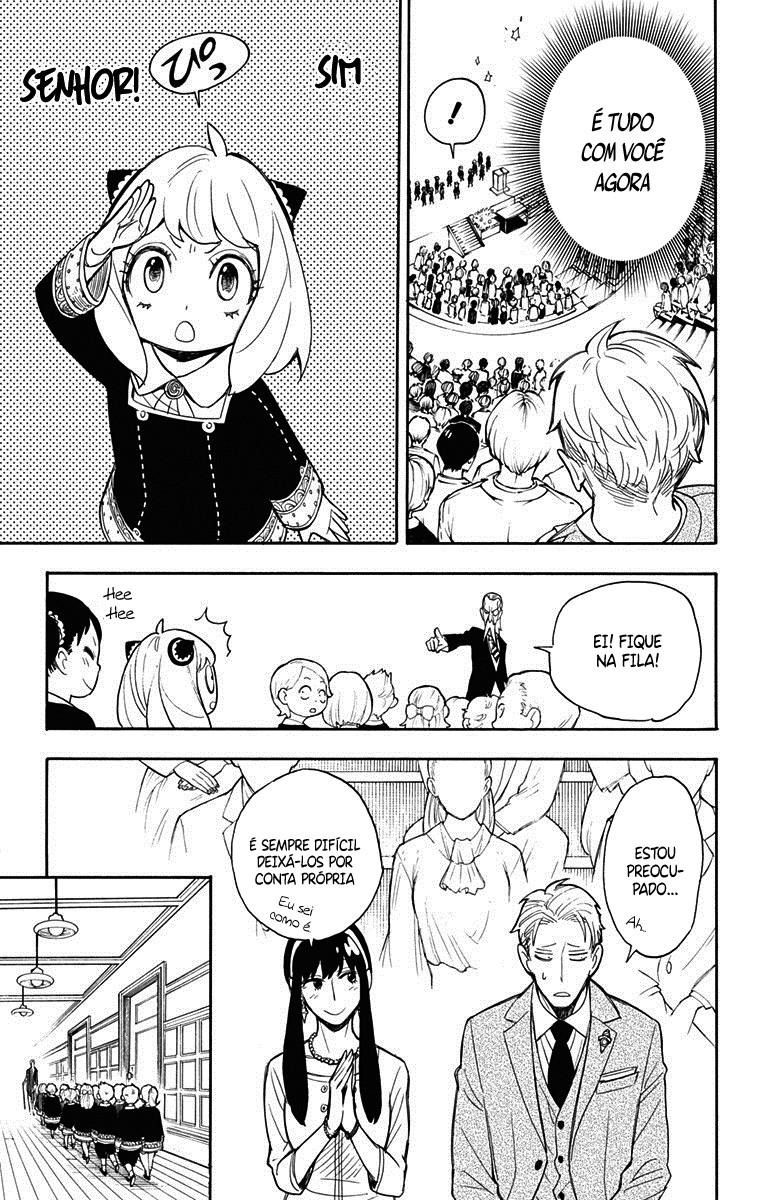 É TUDO
COM VOCÊ
AGORA
!
SIM
ぴっ
SENHOR!
EI! FIQUE
NA FILA!
Hee
Hee
ESTOU
PREOCU-
PADO...
Ah..
É SEMPRE DIFÍCIL
DEIXÁ-LOS POR
CONTA PRÓPRIA
Eu sei
como é